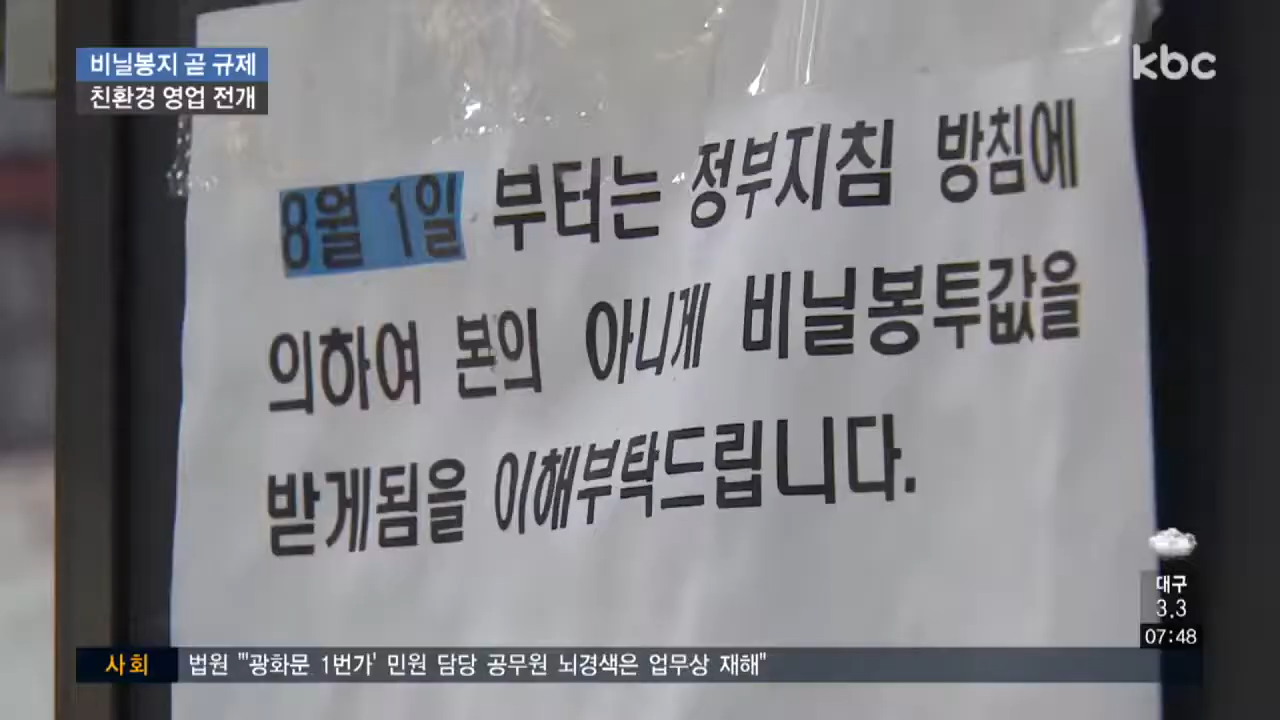 비닐봉지 곧 규제
친환경 영업 전개
kbc
8월 1일 부터는 정부지침 방침에
의하여 본의 아니게 비닐봉투값을
받게됨을 이해부탁드립니다.
대구
3.3
07:48
사회 법원 "'광화문 1번가' 민원 담당 공무원 뇌경색은 업무상 재해"